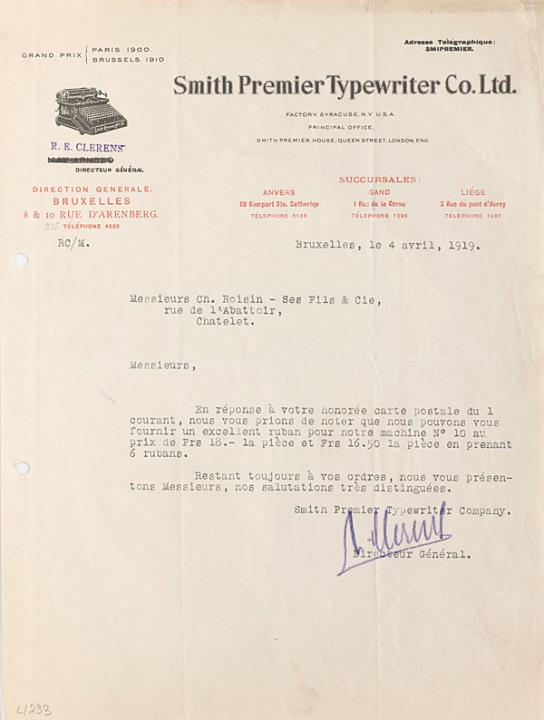 GRAND PRIX { PARIS 1900.
BRUSSELS 1910.
Adresse Télégraphique:
SMIPREMIER.
Smith Premier Typewriter Co. Ltd.
FACTORY, SYRACUSE, N.Y. U.S.A.
PRINCIPAL OFFICE,
SMITH PREMIER HOUSE, QUEEN STREET, LONDON, ENG.
R. E. CLERENS
DIRECTEUR GÉNÉRAL.
DIRECTION GÉNÉRALE:
BRUXELLES
8 & 10 RUE D'ARENBERG.
315 TÉLÉPHONE 4626
SUCCURSALES:
ANVERS GAND LIÉGE
60 Rempart Ste. Catherine 1 Rue de la Corne 5 Rue du pont d'Avroy
TÉLÉPHONE 5185 TÉLÉPHONE 1296 TÉLÉPHONE 1987
RC/M.
Bruxelles, le 4 avril, 1919.
Messieurs Ch. Roisin - Ses Fils & Cie,
rue de l'Abattoir,
Chatelet.
Messieurs,
En réponse à votre honorée carte postale du 1
courant, nous vous prions de noter que nous pouvons vous
fournir un excellent ruban pour notre machine N° 10 au
prix de Frs 18.- la pièce et Frs 16.50 la pièce en prenant
6 rubans.
Restant toujours à vos ordres, nous vous présen-
tons Messieurs, nos salutations très distinguées.
Smith Premier Typewriter Company.
Directeur Général.
L/293